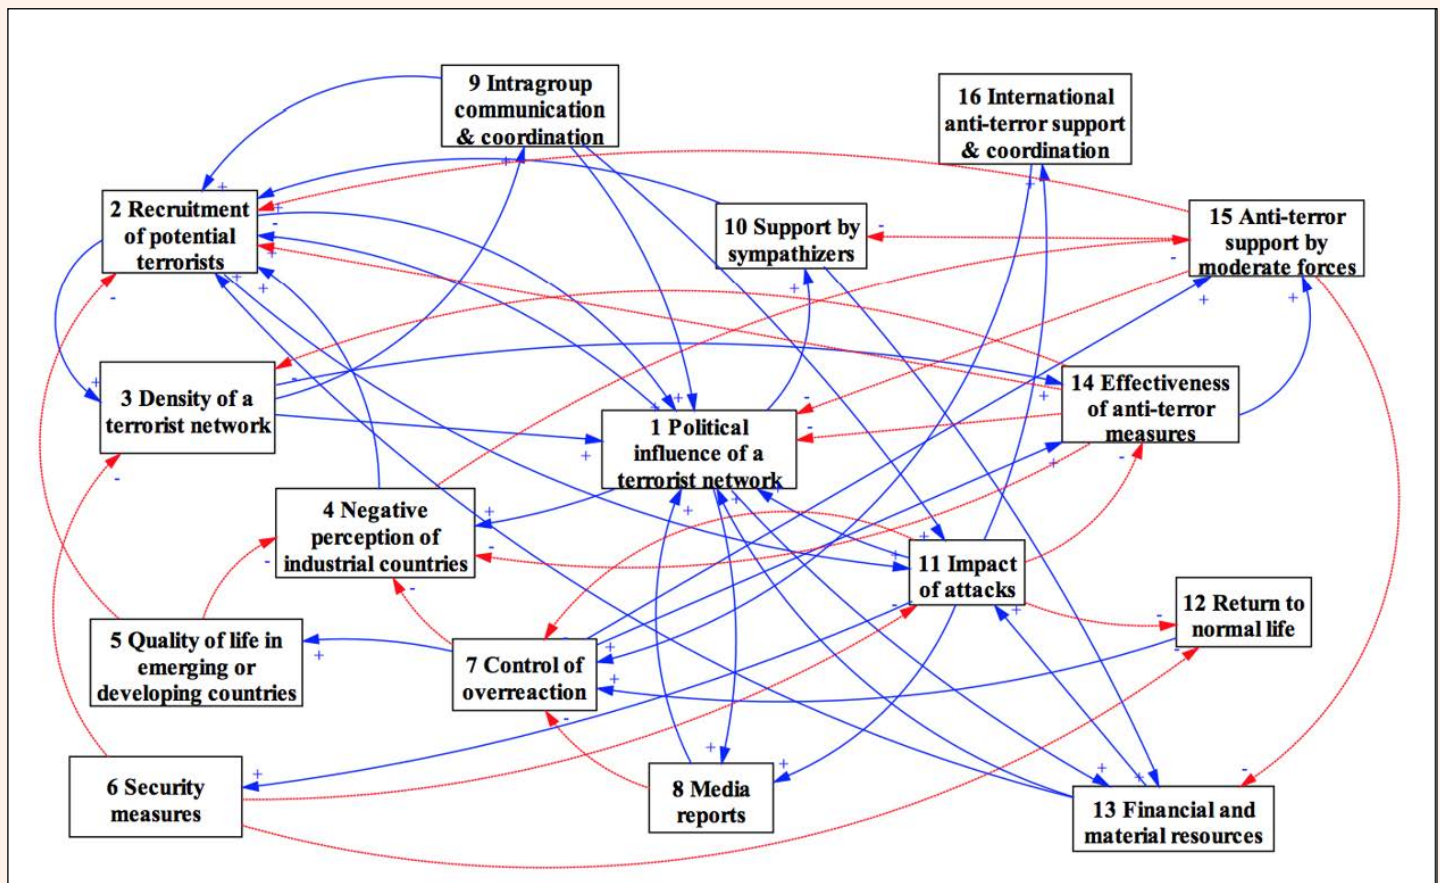 9 Intragroup
communication
& coordination
16 International
anti-terror support
& coordination
2 Recruitment
of potential
terrorists
10 Support by
sympathizers
15 Anti-terror
support by
moderate forces
3 Density of a
terrorist network
1 Political
influence of a
terrorist network
14 Effectiveness
of anti-terror
measures
4 Negative
perception of
industrial countries
11 Impact
of attacks
12 Return to
normal life
5 Quality of life in
emerging or
developing countries
7 Control of
overreaction
6 Security
measures
8 Media
reports
13 Financial and
material resources